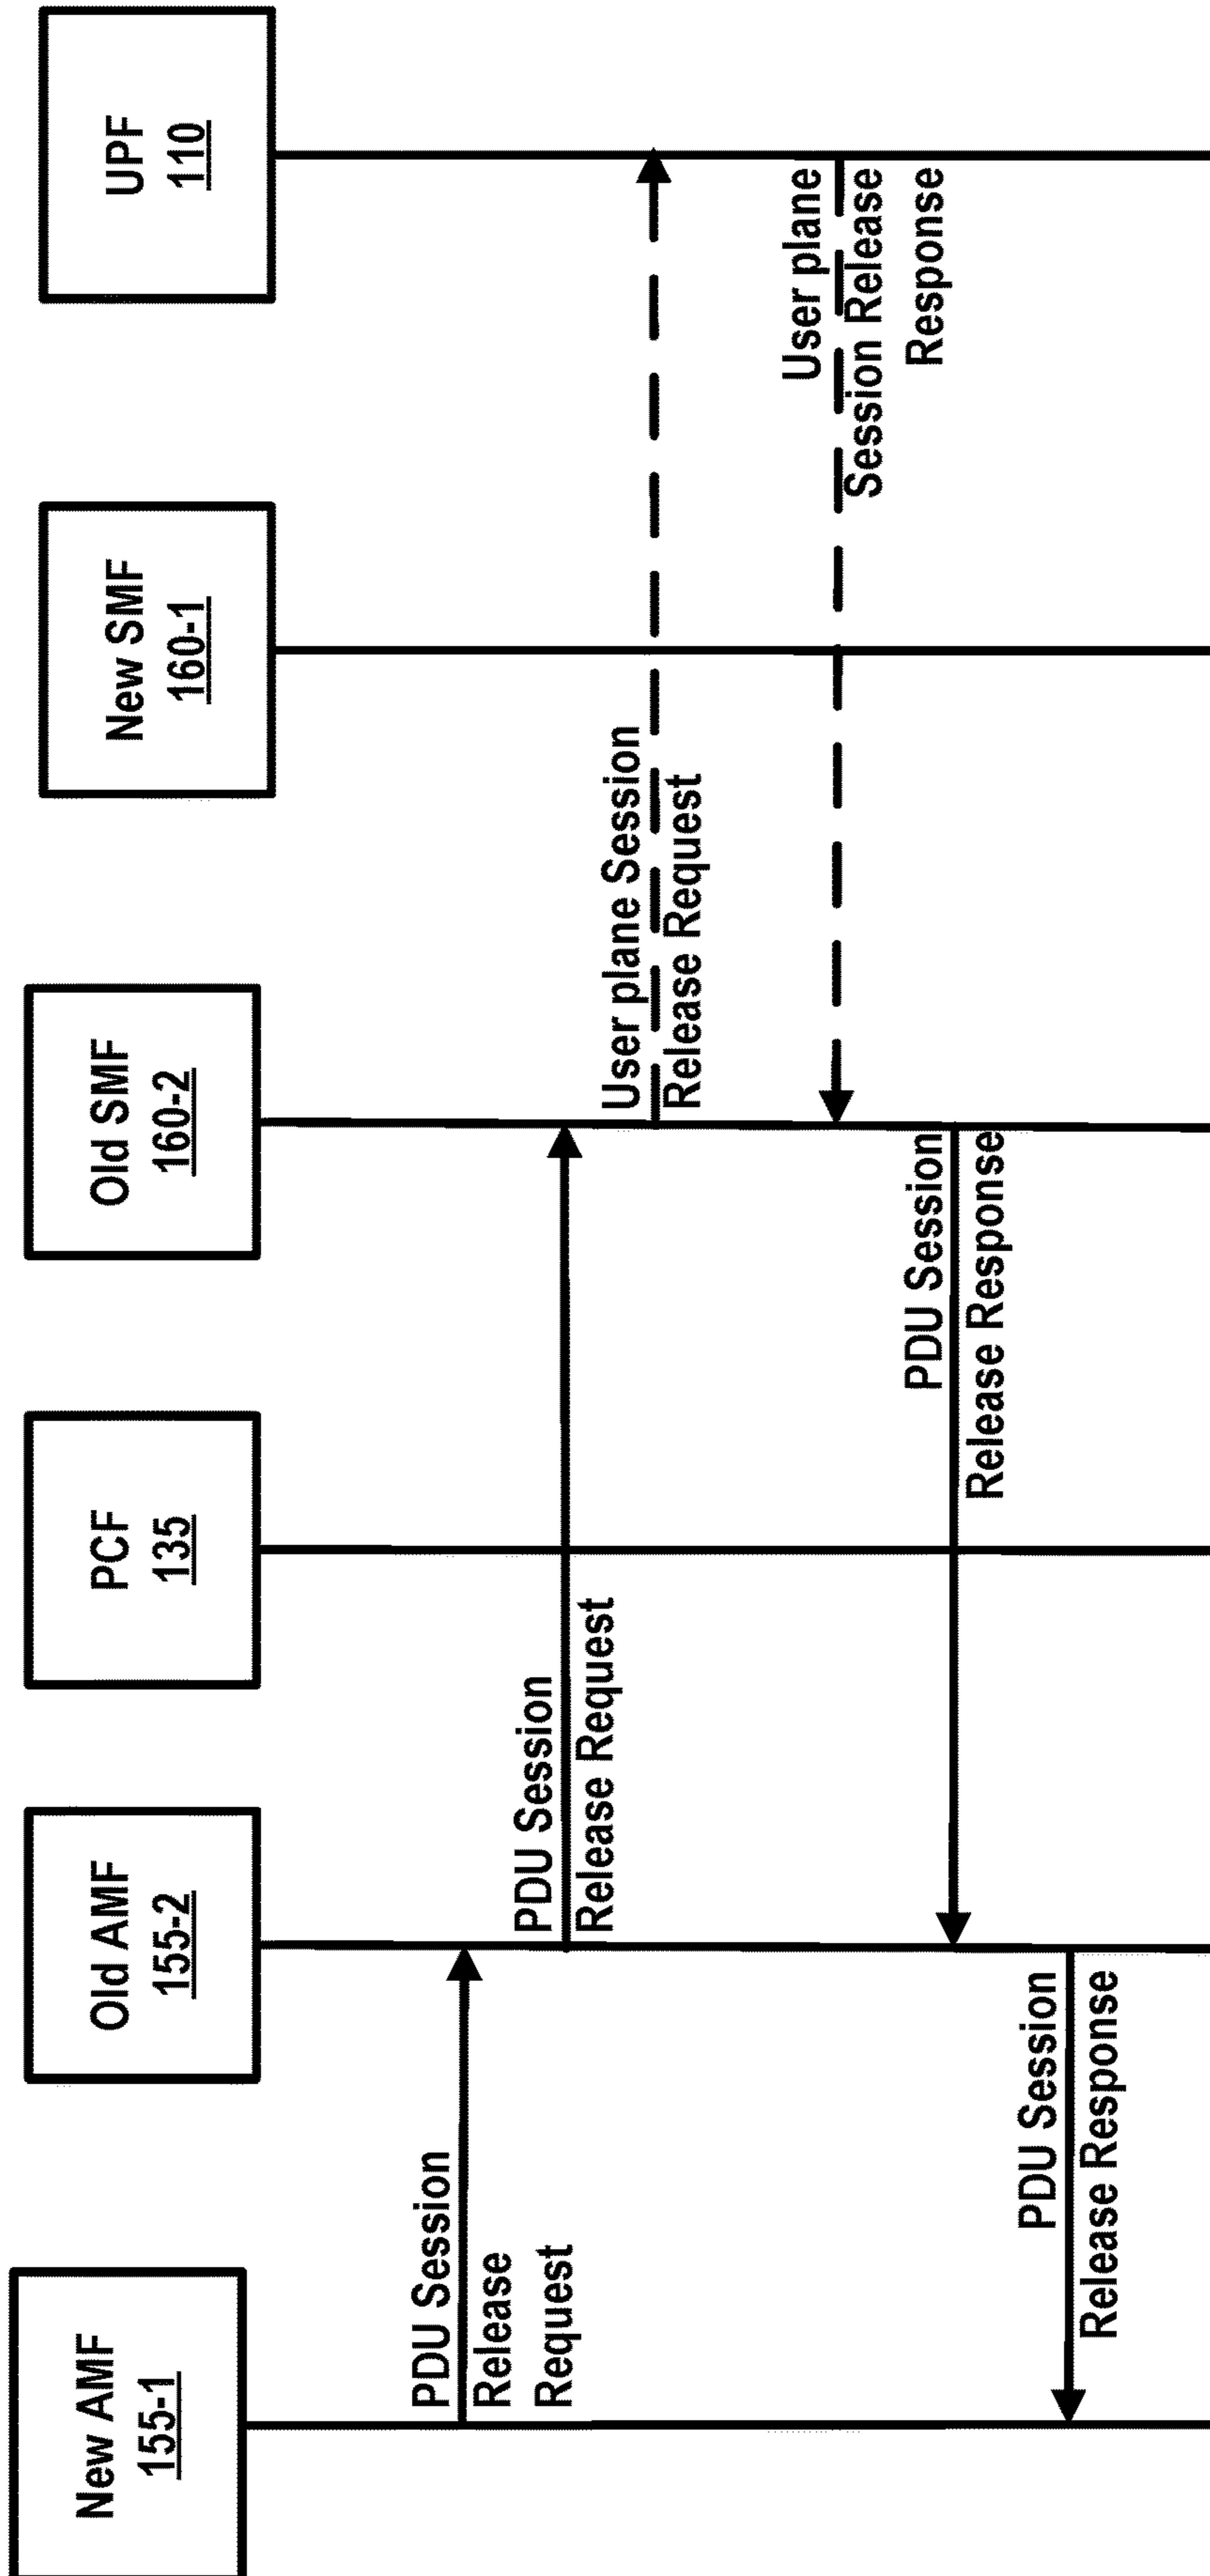 New AMF
155-1
Old AMF
155-2
PCF
135
Old SMF
160-2
New SMF
160-1
UPF
110
PDU Session
Release
Request
PDU Session
Release Request
User plane Session
Release Request
User plane
Session Release
Response
PDU Session
Release Response
PDU Session
Release Response